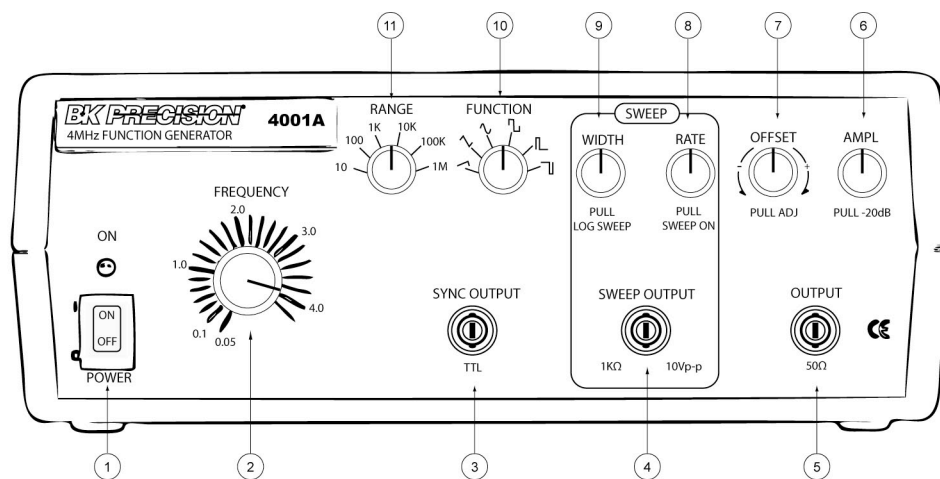 11
10
9
8
7
6
BK PRECISION®
4MHz FUNCTION GENERATOR
4001A
RANGE
10
100
1K
10K
100K
1M
FUNCTION
SWEEP
WIDTH
PULL
LOG SWEEP
RATE
PULL
SWEEP ON
OFFSET
- +
PULL ADJ
AMPL
PULL -20dB
FREQUENCY
0.05
0.1
1.0
2.0
3.0
4.0
ON
ON
OFF
POWER
SYNC OUTPUT
TTL
SWEEP OUTPUT
1KΩ 10Vp-p
OUTPUT
50Ω
CE
1
2
3
4
5